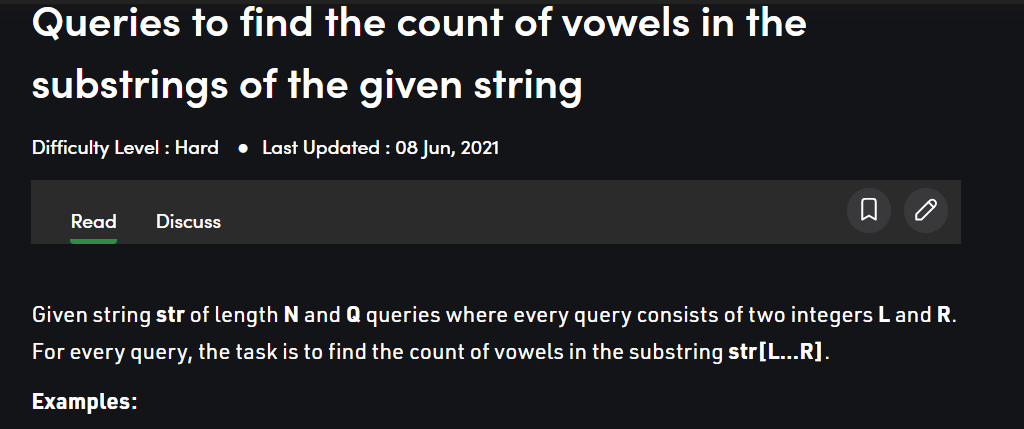 Queries to find the count of vowels in the
substrings of the given string
Difficulty Level : Hard ● Last Updated : 08 Jun, 2021
Read Discuss
Given string str of length N and Q queries where every query consists of two integers L and R.
For every query, the task is to find the count of vowels in the substring str[L…R].
Examples: